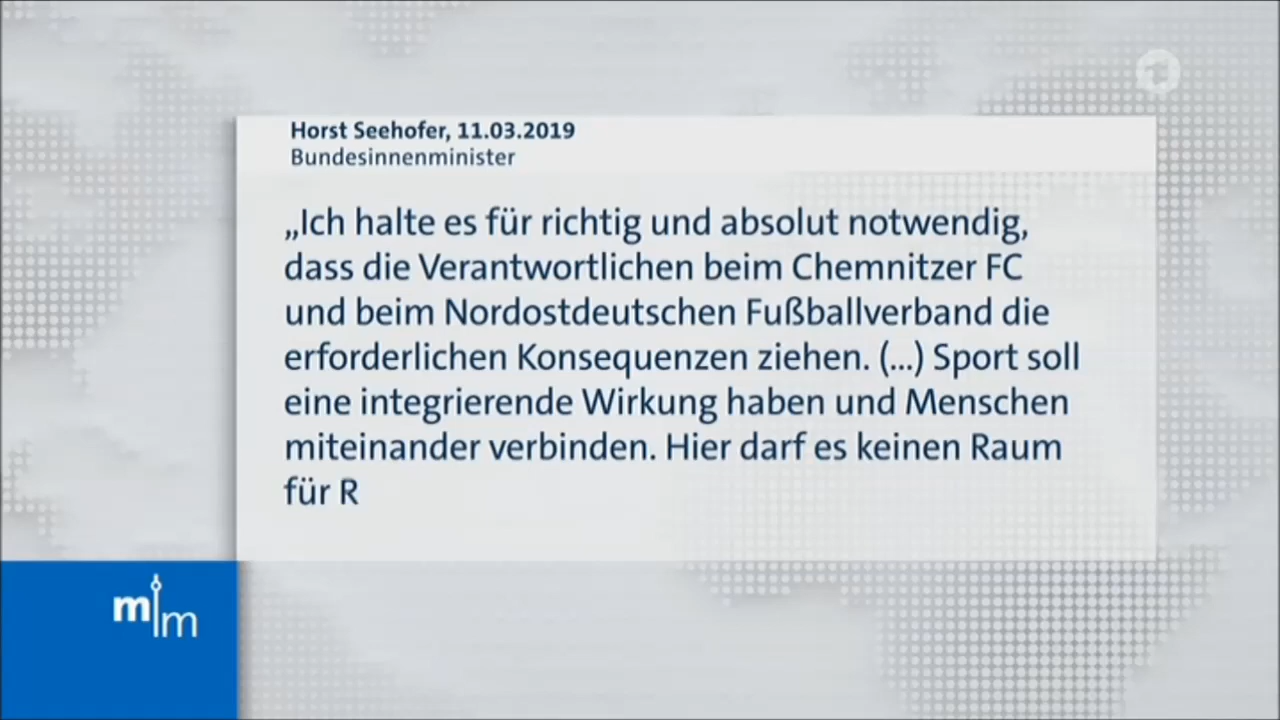 Horst Seehofer, 11.03.2019
Bundesinnenminister
„Ich halte es für richtig und absolut notwendig,
dass die Verantwortlichen beim Chemnitzer FC
und beim Nordostdeutschen Fußballverband die
erforderlichen Konsequenzen ziehen. (...) Sport soll
eine integrierende Wirkung haben und Menschen
miteinander verbinden. Hier darf es keinen Raum
für R
m m